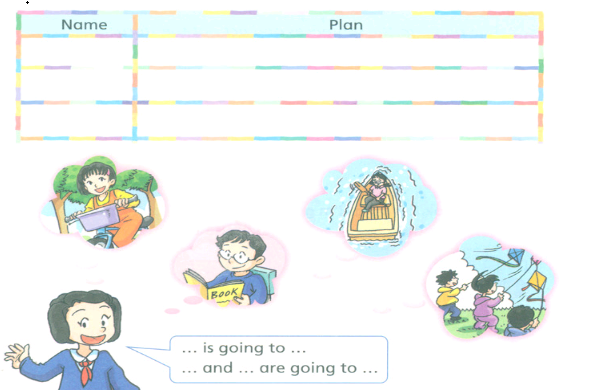 Name
Plan
BOOK
... is going to ...
... and ... are going to ...